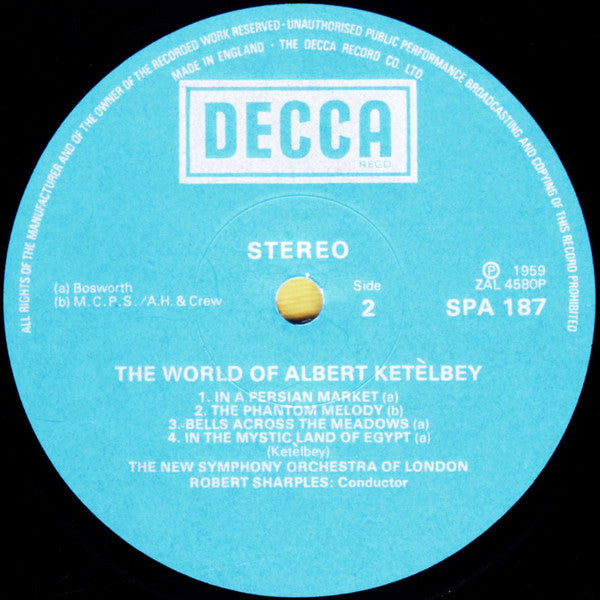 ALL RIGHTS OF THE MANUFACTURER AND OF THE OWNER OF THE RECORDED WORK RESERVED · UNAUTHORISED PUBLIC PERFORMANCE BROADCASTING AND COPYING OF THIS RECORD PROHIBITED
MADE IN ENGLAND · THE DECCA RECORD CO. LTD.
DECCA
REGD.
STEREO
(a) Bosworth
(b) M.C.P.S./A.H. & Crew
Side
2
Ⓟ 1959
ZAL 4580P
SPA 187
THE WORLD OF ALBERT KETÈLBEY
1. IN A PERSIAN MARKET (a)
2. THE PHANTOM MELODY (b)
3. BELLS ACROSS THE MEADOWS (a)
4. IN THE MYSTIC LAND OF EGYPT (a)
(Ketèlbey)
THE NEW SYMPHONY ORCHESTRA OF LONDON
ROBERT SHARPLES: Conductor